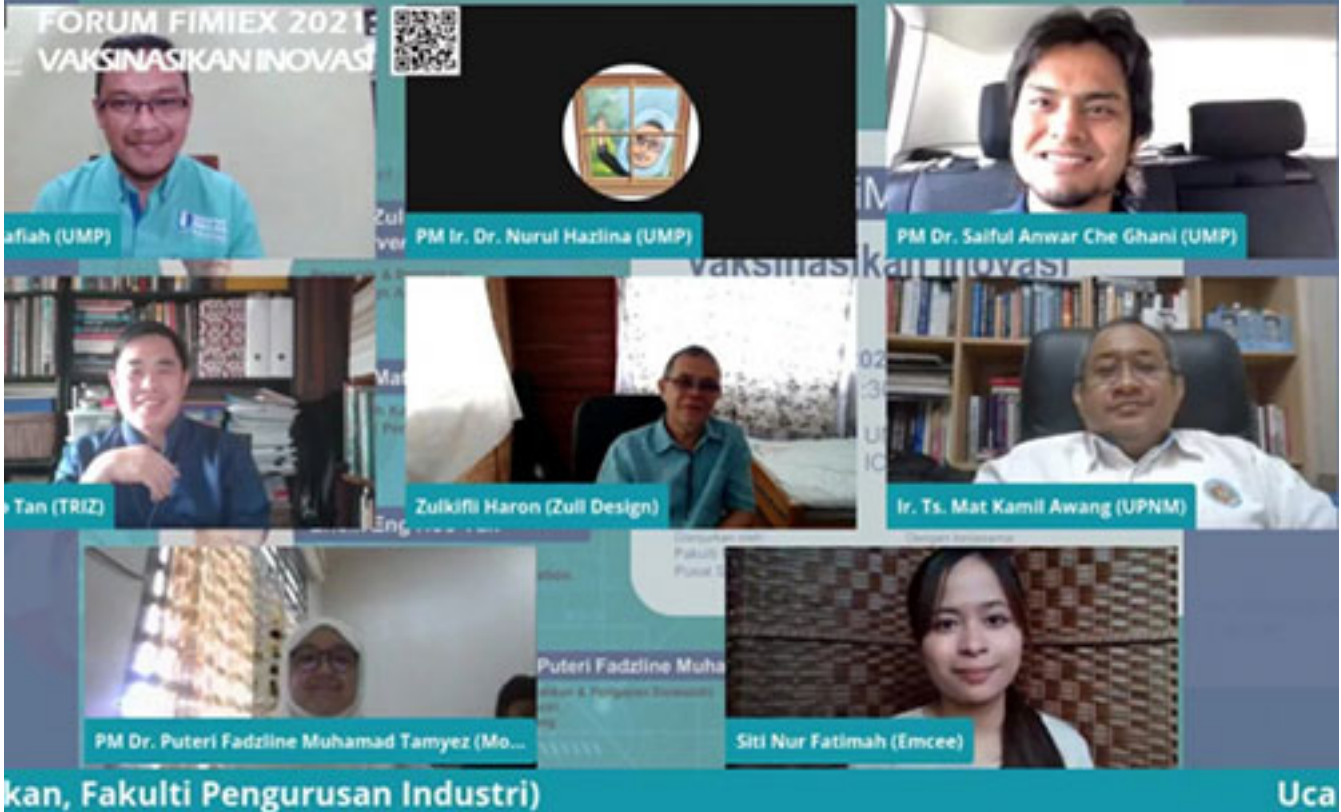 FORUM FIMIEX 2021:
VAKSINASIKAN INOVASI
afiah (UMP)
PM Ir. Dr. Nurul Hazlina (UMP)
PM Dr. Saiful Anwar Che Ghani (UMP)
Vaksinasikan Inovasi
Tan (TRIZ)
Zulkifli Haron (Zull Design)
Ir. Ts. Mat Kamil Awang (UPNM)
Puteri Fadzline Muha
PM Dr. Puteri Fadzline Muhamad Tamyez (Mo...
Siti Nur Fatimah (Emcee)
kan, Fakulti Pengurusan Industri)
Uca